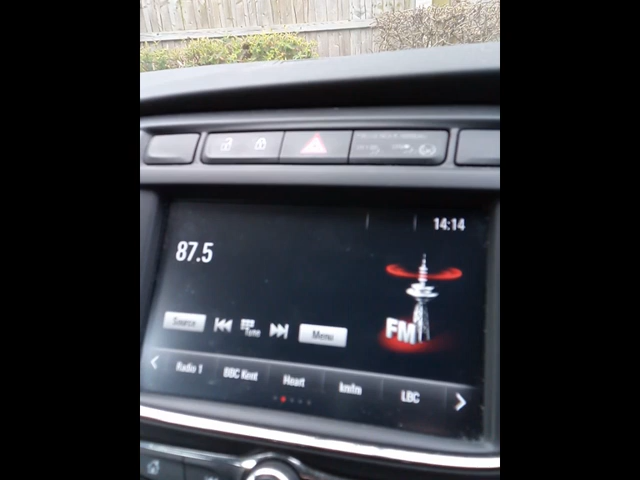 14:14
87.5
FM
Source Tune Menu
Radio 1 BBC Kent Heart kmfm LBC